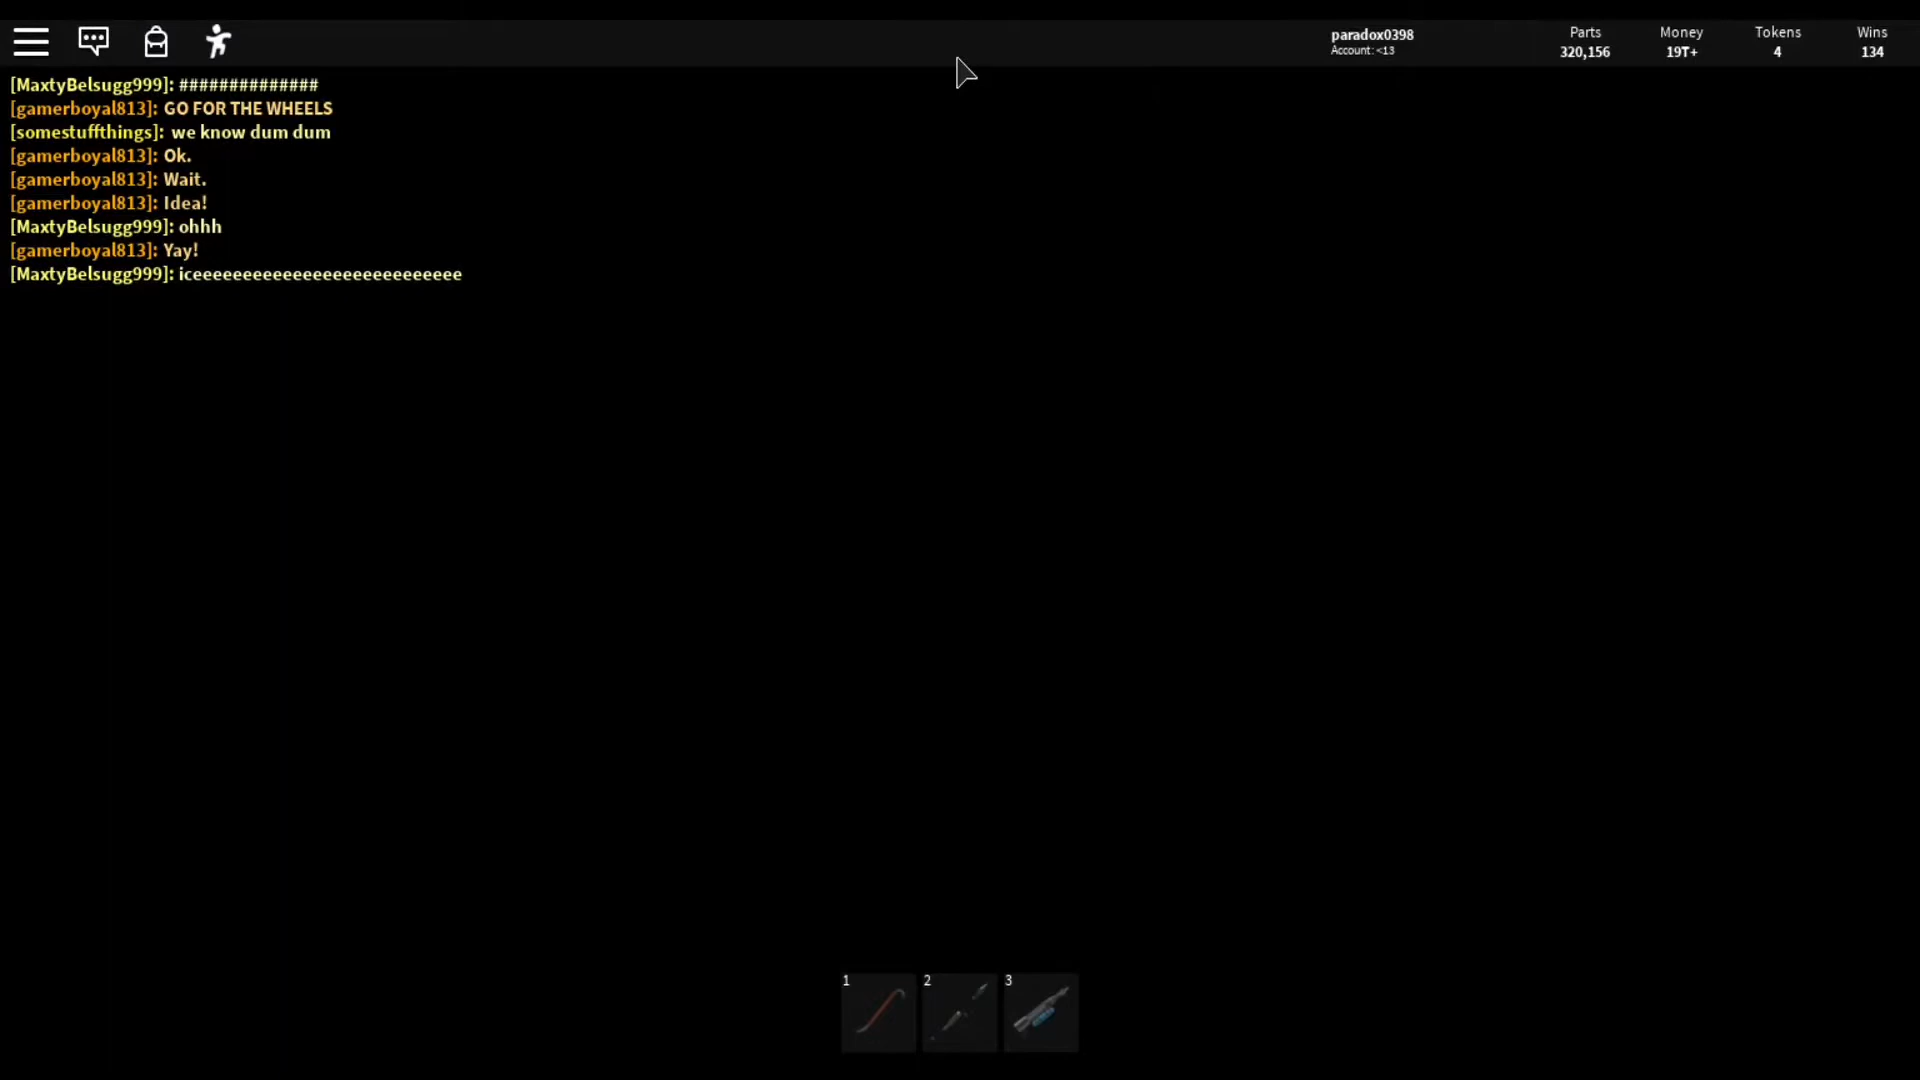 paradox0398
Account: <13
Parts
320,156
Money
19T+
Tokens
4
Wins
134
[MaxtyBelsugg999]: ##############
[gamerboyal813]: GO FOR THE WHEELS
[somestuffthings]: we know dum dum
[gamerboyal813]: Ok.
[gamerboyal813]: Wait.
[gamerboyal813]: Idea!
[MaxtyBelsugg999]: ohhh
[gamerboyal813]: Yay!
[MaxtyBelsugg999]: iceeeeeeeeeeeeeeeeeeeeeeeeeee
1
2
3